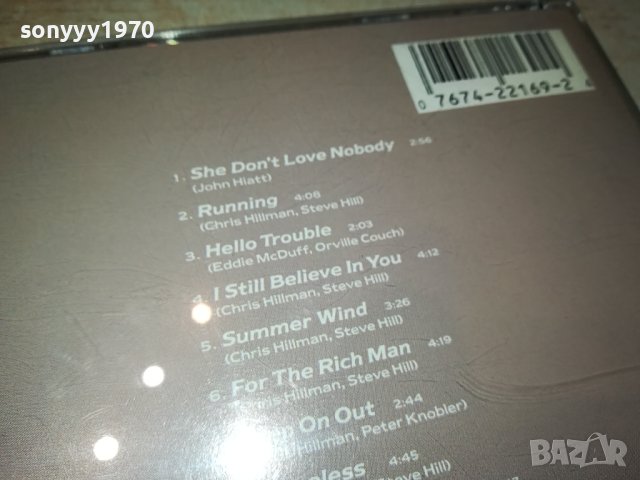 sonyyy1970
0 7674-22169-2
1. She Don't Love Nobody 2:56
(John Hiatt)
2. Running 4:08
(Chris Hillman, Steve Hill)
3. Hello Trouble 2:03
(Eddie McDuff, Orville Couch)
4. I Still Believe In You 4:12
(Chris Hillman, Steve Hill)
5. Summer Wind 3:26
(Chris Hillman, Steve Hill)
6. For The Rich Man 4:19
(Chris Hillman, Steve Hill)
On Out 2:44
Hillman, Peter Knobler)
4:45
Steve Hill)
BAZAR